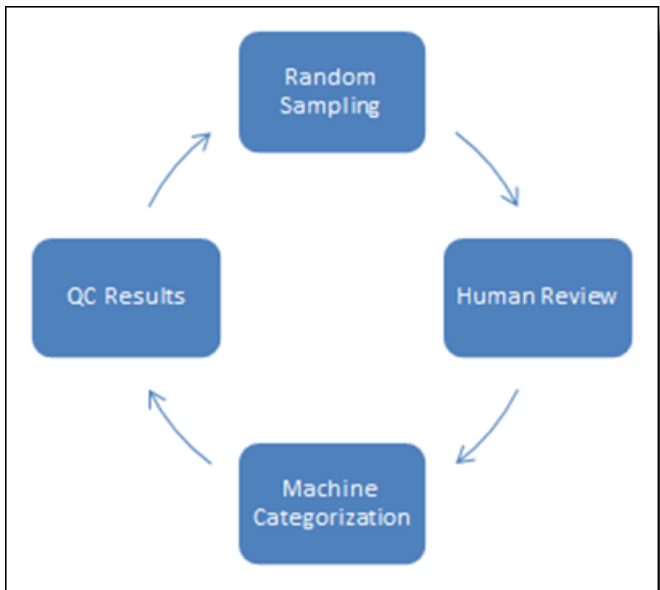 Random
Sampling
Human Review
Machine
Categorization
QC Results